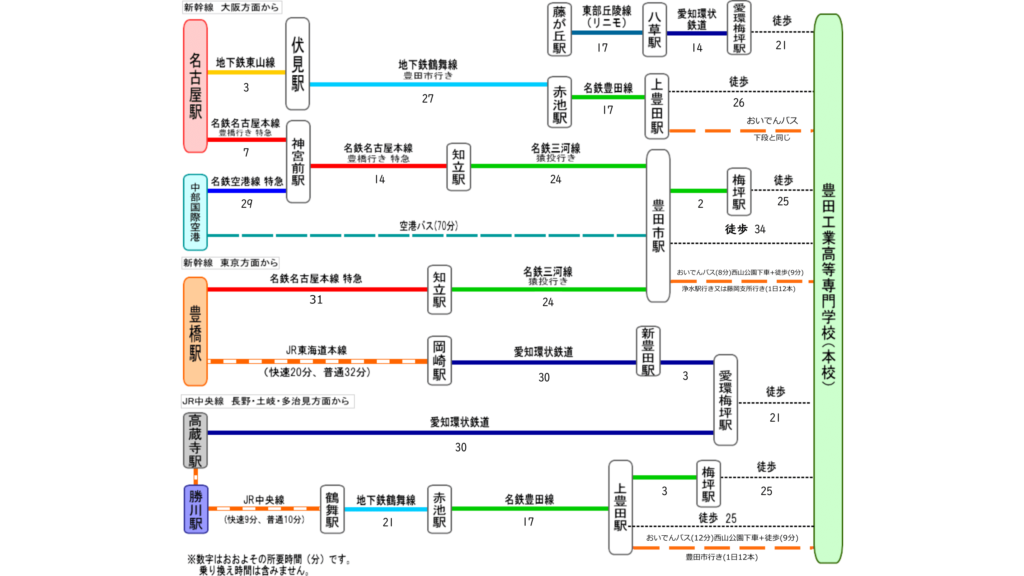 新幹線 大阪方面から
名古屋駅
地下鉄東山線
3
伏見駅
地下鉄鶴舞線
豊田市行き
27
藤が丘駅
東部丘陵線
(リニモ)
17
八草駅
愛知環状
鉄道
14
愛環梅坪駅
徒歩
21
赤池駅
名鉄豊田線
17
上豊田駅
徒歩
26
おいでんバス
下段と同じ
名鉄名古屋本線
豊橋行き 特急
7
神宮前駅
名鉄名古屋本線
豊橋行き 特急
14
知立駅
名鉄三河線
猿投行き
24
豊田市駅
2
梅坪駅
徒歩
25
徒歩 34
中部国際空港
名鉄空港線 特急
29
空港バス(70分)
おいでんバス(8分)西山公園下車+徒歩(9分)
浄水駅行き又は藤岡支所行き(1日12本)
豊田工業高等専門学校(本校)
新幹線 東京方面から
豊橋駅
名鉄名古屋本線 特急
31
知立駅
名鉄三河線
猿投行き
24
JR東海道本線
(快速20分、普通32分)
岡崎駅
愛知環状鉄道
30
新豊田駅
3
愛環梅坪駅
徒歩
21
JR中央線 長野・土岐・多治見方面から
高蔵寺駅
愛知環状鉄道
30
勝川駅
JR中央線
(快速9分、普通10分)
鶴舞駅
地下鉄鶴舞線
21
赤池駅
名鉄豊田線
17
上豊田駅
3
梅坪駅
徒歩
25
徒歩 25
おいでんバス(12分)西山公園下車+徒歩(9分)
豊田市行き(1日12本)
※数字はおおよその所要時間(分)です。
乗り換え時間は含みません。